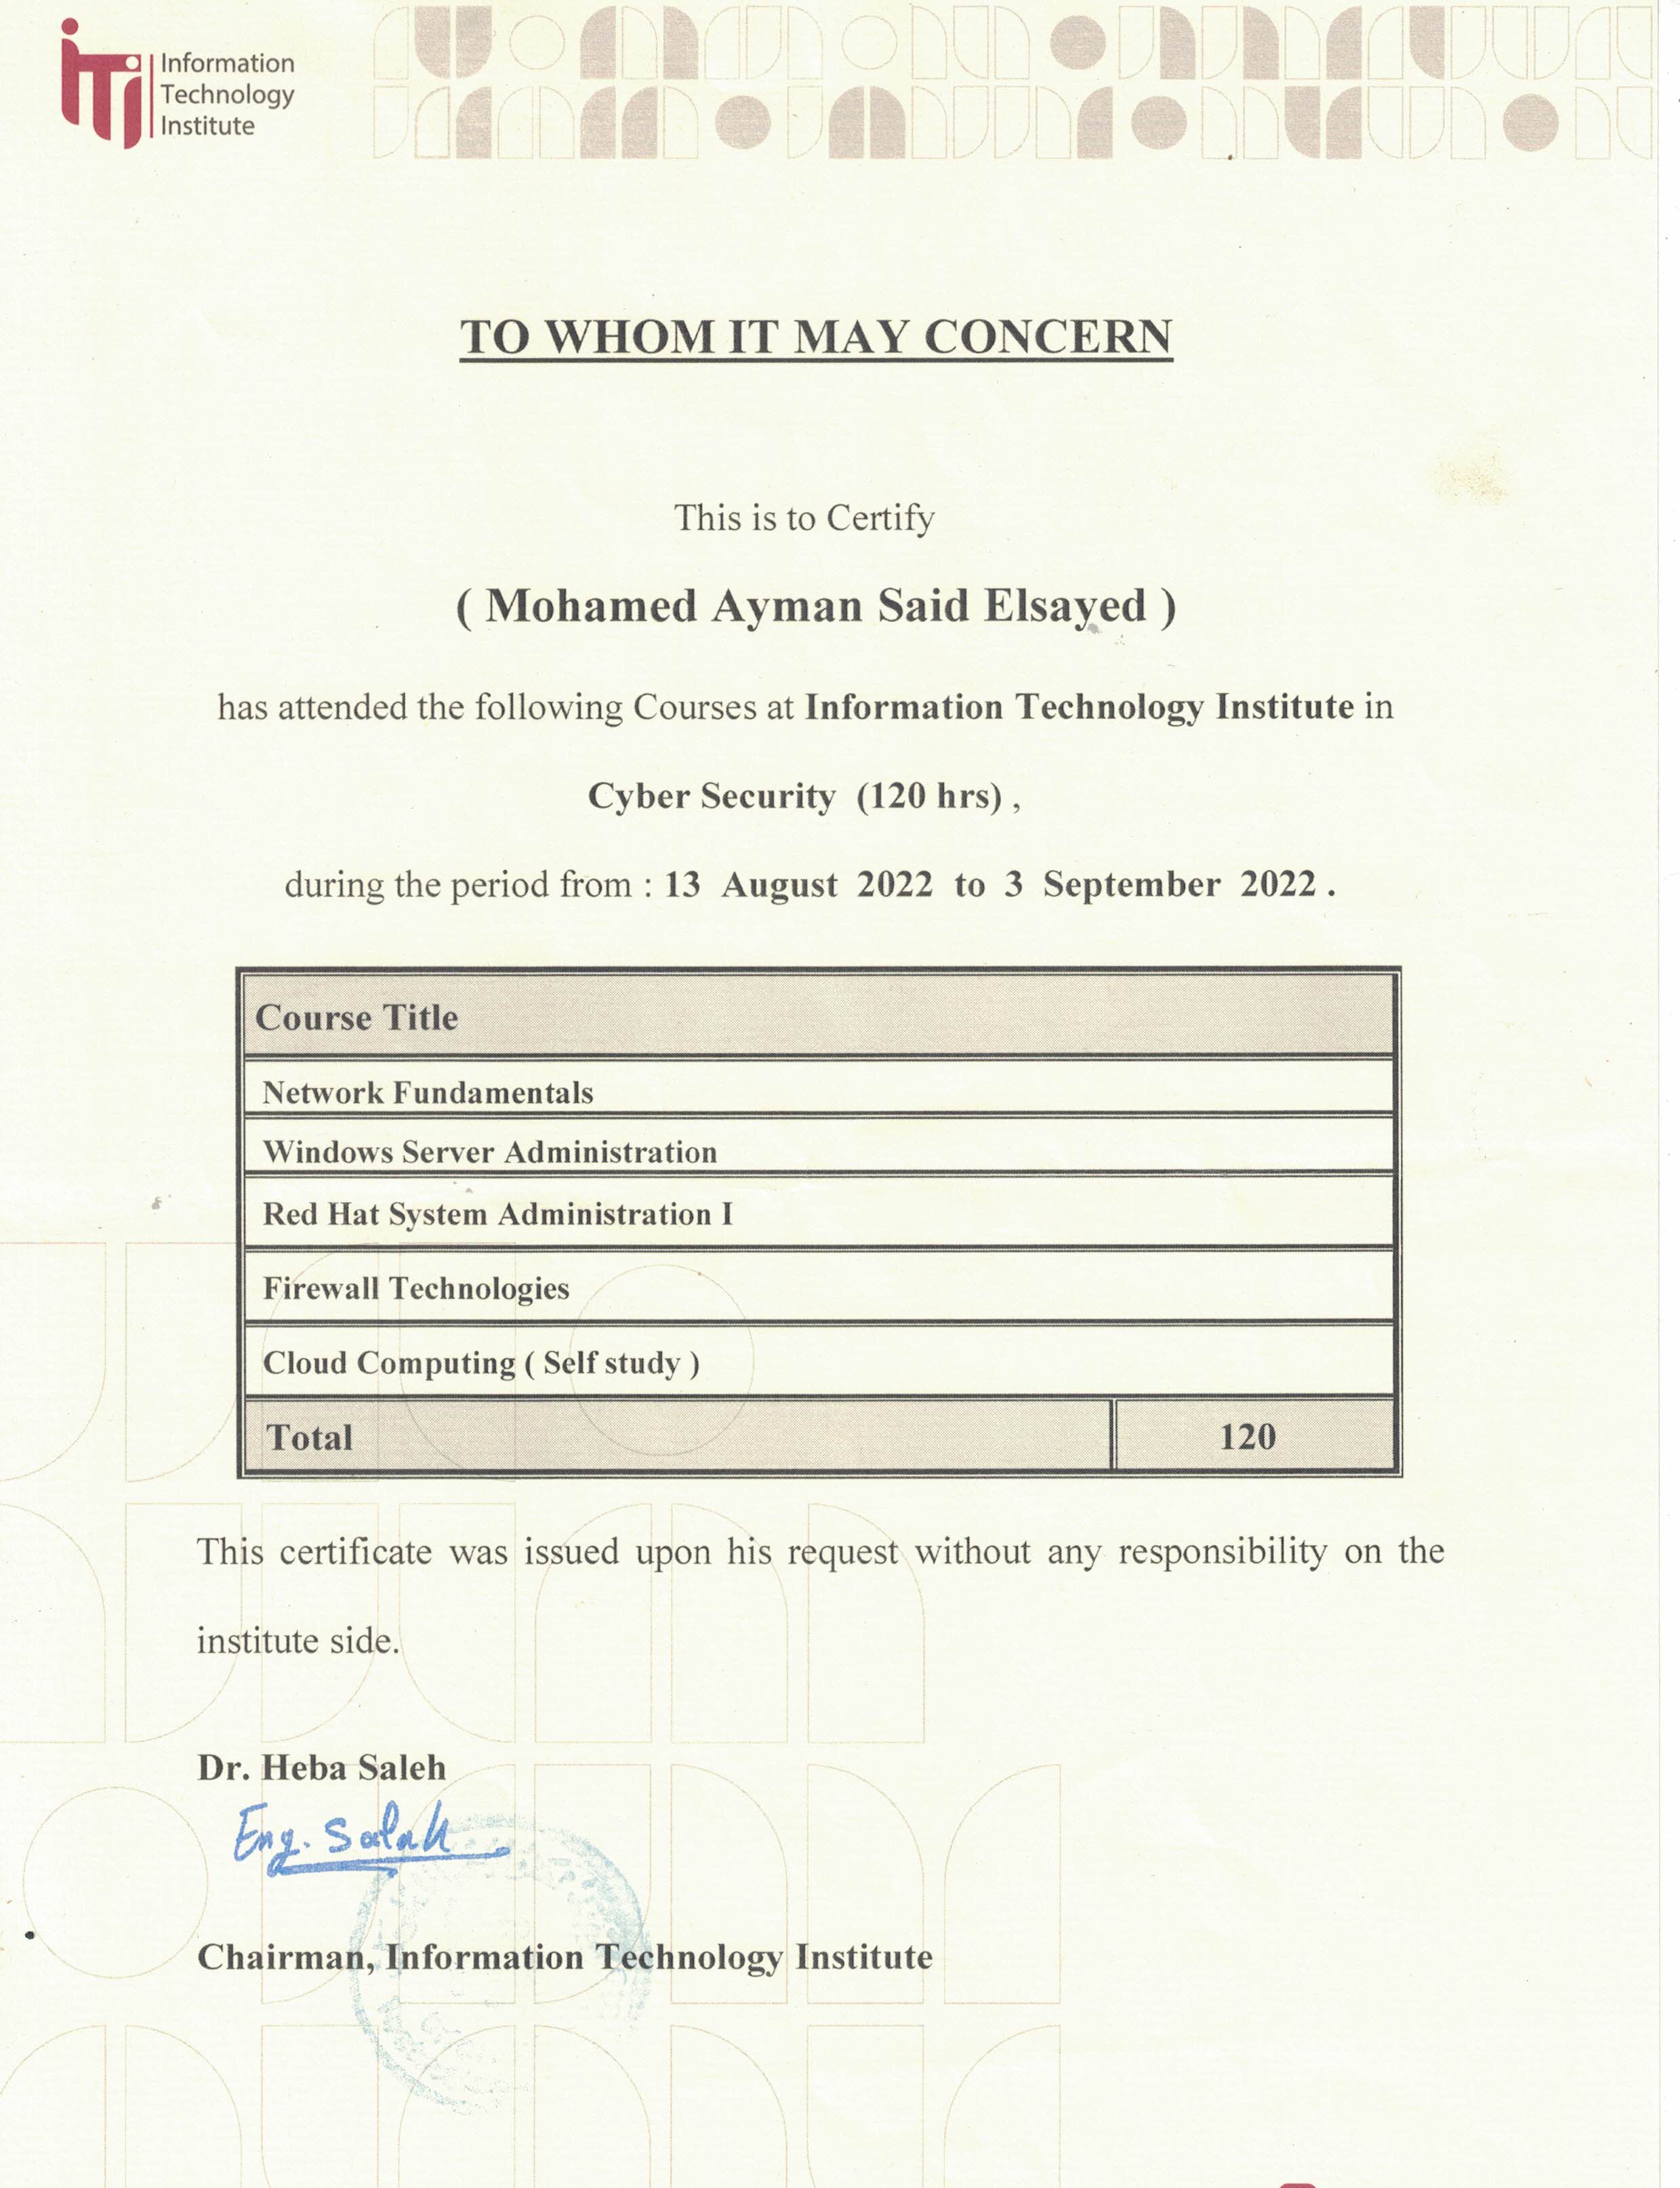 Information
Technology
Institute
TO WHOM IT MAY CONCERN
This is to Certify
( Mohamed Ayman Said Elsayed )
has attended the following Courses at Information Technology Institute in
Cyber Security (120 hrs) ,
during the period from : 13 August 2022 to 3 September 2022 .
Course Title
Network Fundamentals
Windows Server Administration
Red Hat System Administration I
Firewall Technologies
Cloud Computing ( Self study )
Total 120
This certificate was issued upon his request without any responsibility on the
institute side.
Dr. Heba Saleh
Eng. Salah
Chairman, Information Technology Institute